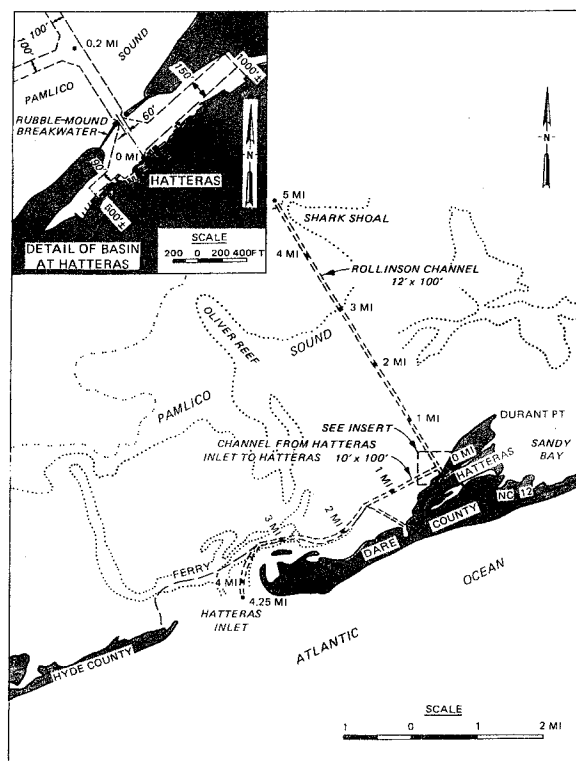 100'
100'
0.2 MI
SOUND
PAMLICO
150'
1000'±
60'
RUBBLE-MOUND
BREAKWATER
0 MI
N
HATTERAS
600'±
DETAIL OF BASIN
AT HATTERAS
SCALE
200 0 200 400FT
N
5 MI
SHARK SHOAL
4 MI
ROLLINSON CHANNEL
12' x 100'
3 MI
OLIVER REEF
SOUND
2 MI
PAMLICO
1 MI
SEE INSERT
DURANT PT
CHANNEL FROM HATTERAS
INLET TO HATTERAS 10' x 100'
SANDY
BAY
0 MI
HATTERAS
1 MI
NC 12
2 MI
COUNTY
3 MI
DARE
FERRY
4 MI
4.25 MI
OCEAN
HATTERAS
INLET
ATLANTIC
HYDE COUNTY
SCALE
1 0 1 2 MI